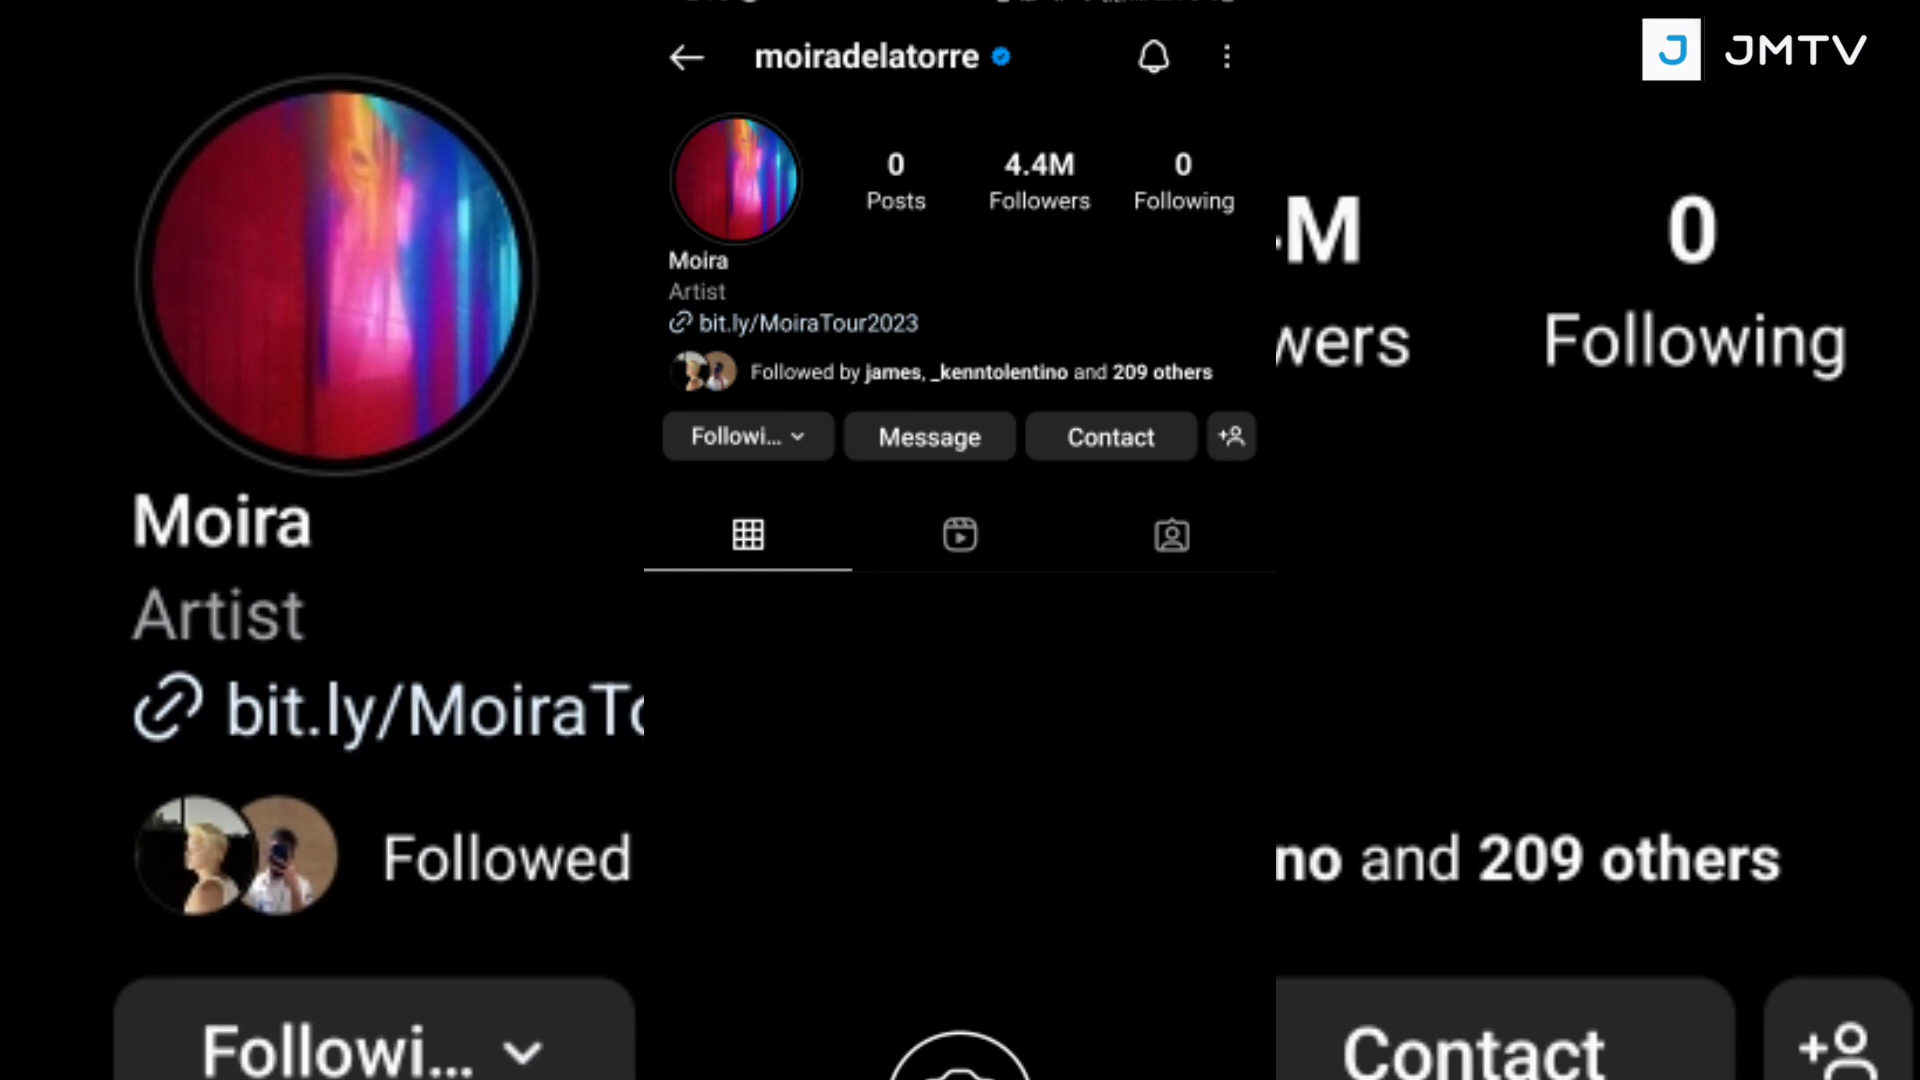 J JMTV
moiradelatorre
0 4.4M 0
Posts Followers Following
Moira
Artist
bit.ly/MoiraTour2023
Followed by james, _kenntolentino and 209 others
Followi... Message Contact
Moira
Artist
bit.ly/MoiraTo
Followed
Followi...
M 0
wers Following
no and 209 others
Contact